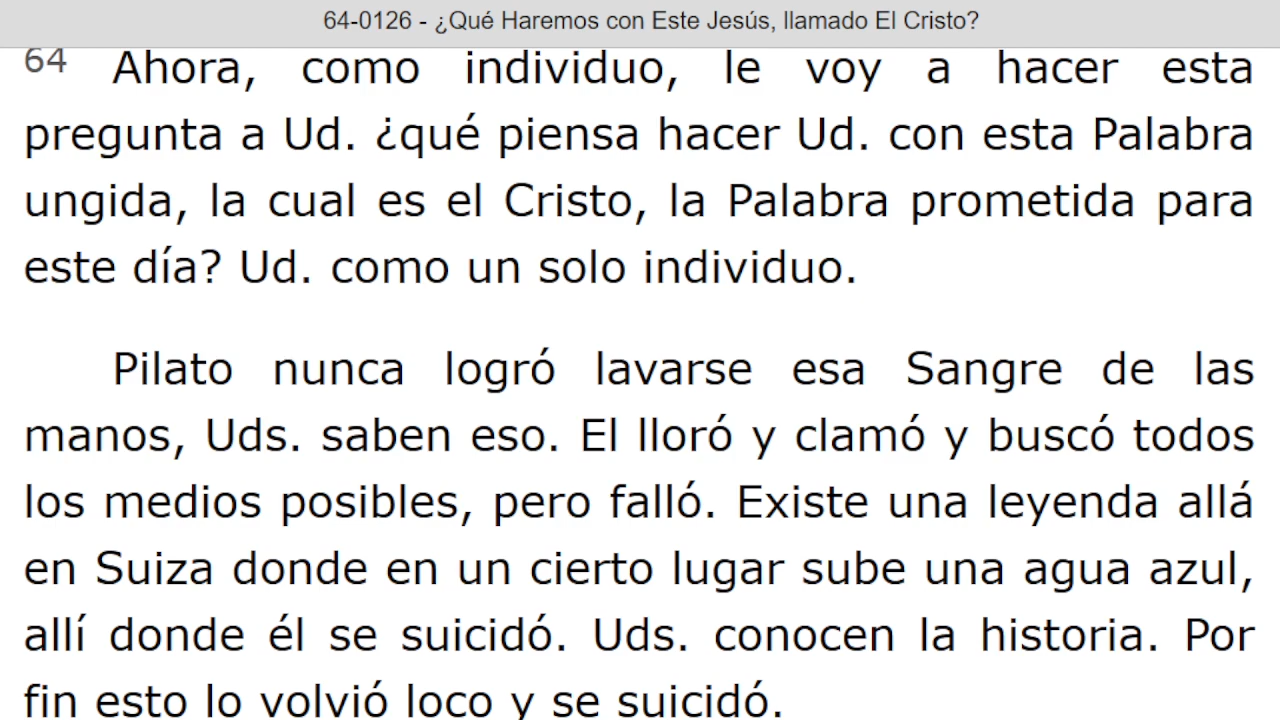 64-0126 - ¿Qué Haremos con Este Jesús, llamado El Cristo?
64 Ahora, como individuo, le voy a hacer esta
pregunta a Ud. ¿qué piensa hacer Ud. con esta Palabra
ungida, la cual es el Cristo, la Palabra prometida para
este día? Ud. como un solo individuo.
Pilato nunca logró lavarse esa Sangre de las
manos, Uds. saben eso. El lloró y clamó y buscó todos
los medios posibles, pero falló. Existe una leyenda allá
en Suiza donde en un cierto lugar sube una agua azul,
allí donde él se suicidó. Uds. conocen la historia. Por
fin esto lo volvió loco y se suicidó.